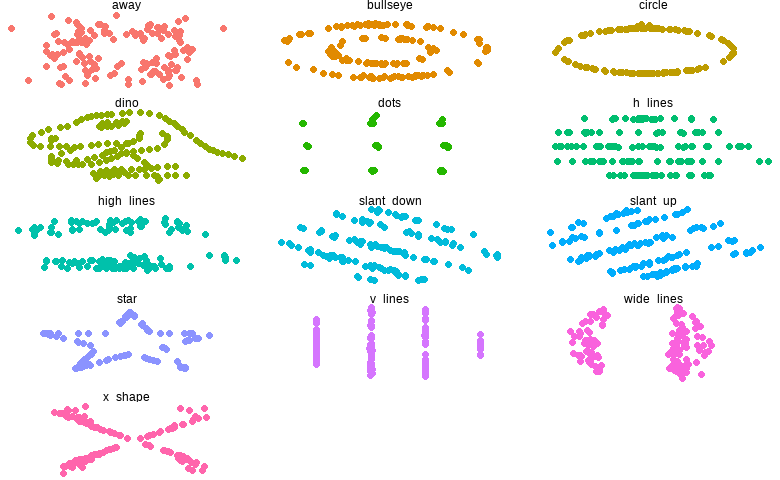 away
bullseye
circle
dino
dots
h_lines
high_lines
slant_down
slant_up
star
v_lines
wide_lines
x_shape